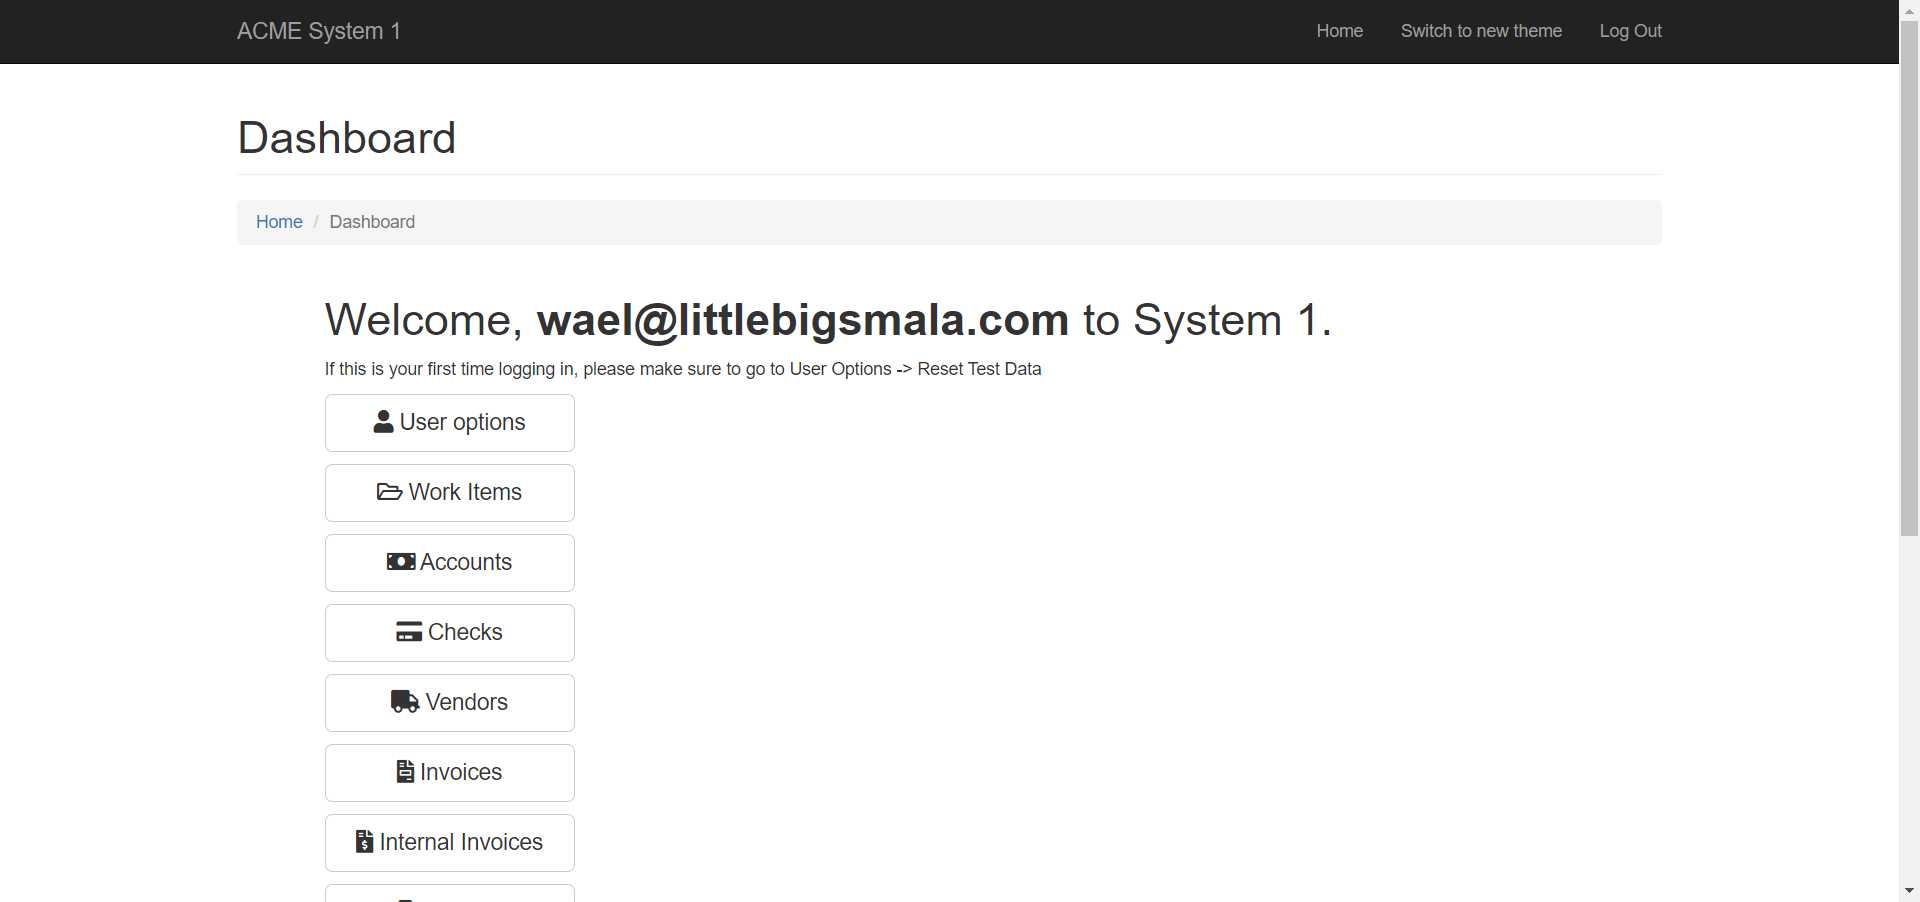 ACME System 1
Home
Switch to new theme
Log Out
Dashboard
Home / Dashboard
Welcome, wael@littlebigsmala.com to System 1.
If this is your first time logging in, please make sure to go to User Options -> Reset Test Data
User options
Work Items
Accounts
Checks
Vendors
Invoices
Internal Invoices